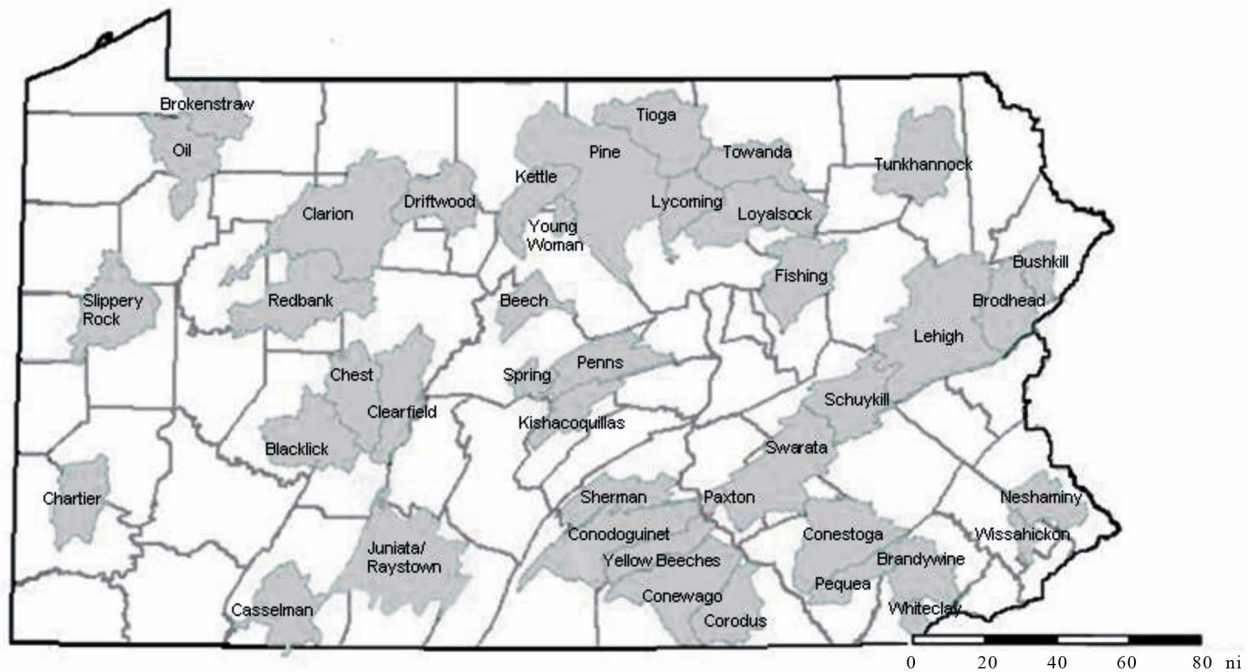 Brokenstraw
Tioga
Oil
Pine
Towanda
Tunkhannock
Kettle
Driftwood
Lycoming
Clarion
Loyalsock
Young
Woman
Bushkill
Fishing
Slippery
Rock
Redbank
Beech
Brodhead
Lehigh
Penns
Chest
Spring
Schuykill
Clearfield
Kishacoquillas
Blacklick
Swarata
Chartier
Sherman
Paxton
Neshaminy
Conodoguinet
Conestoga
Wissahickon
Juniata/
Raystown
Yellow Beeches
Brandywine
Pequea
Conewago
Casselman
Whiteclay
Corodus
0 20 40 60 80 ni